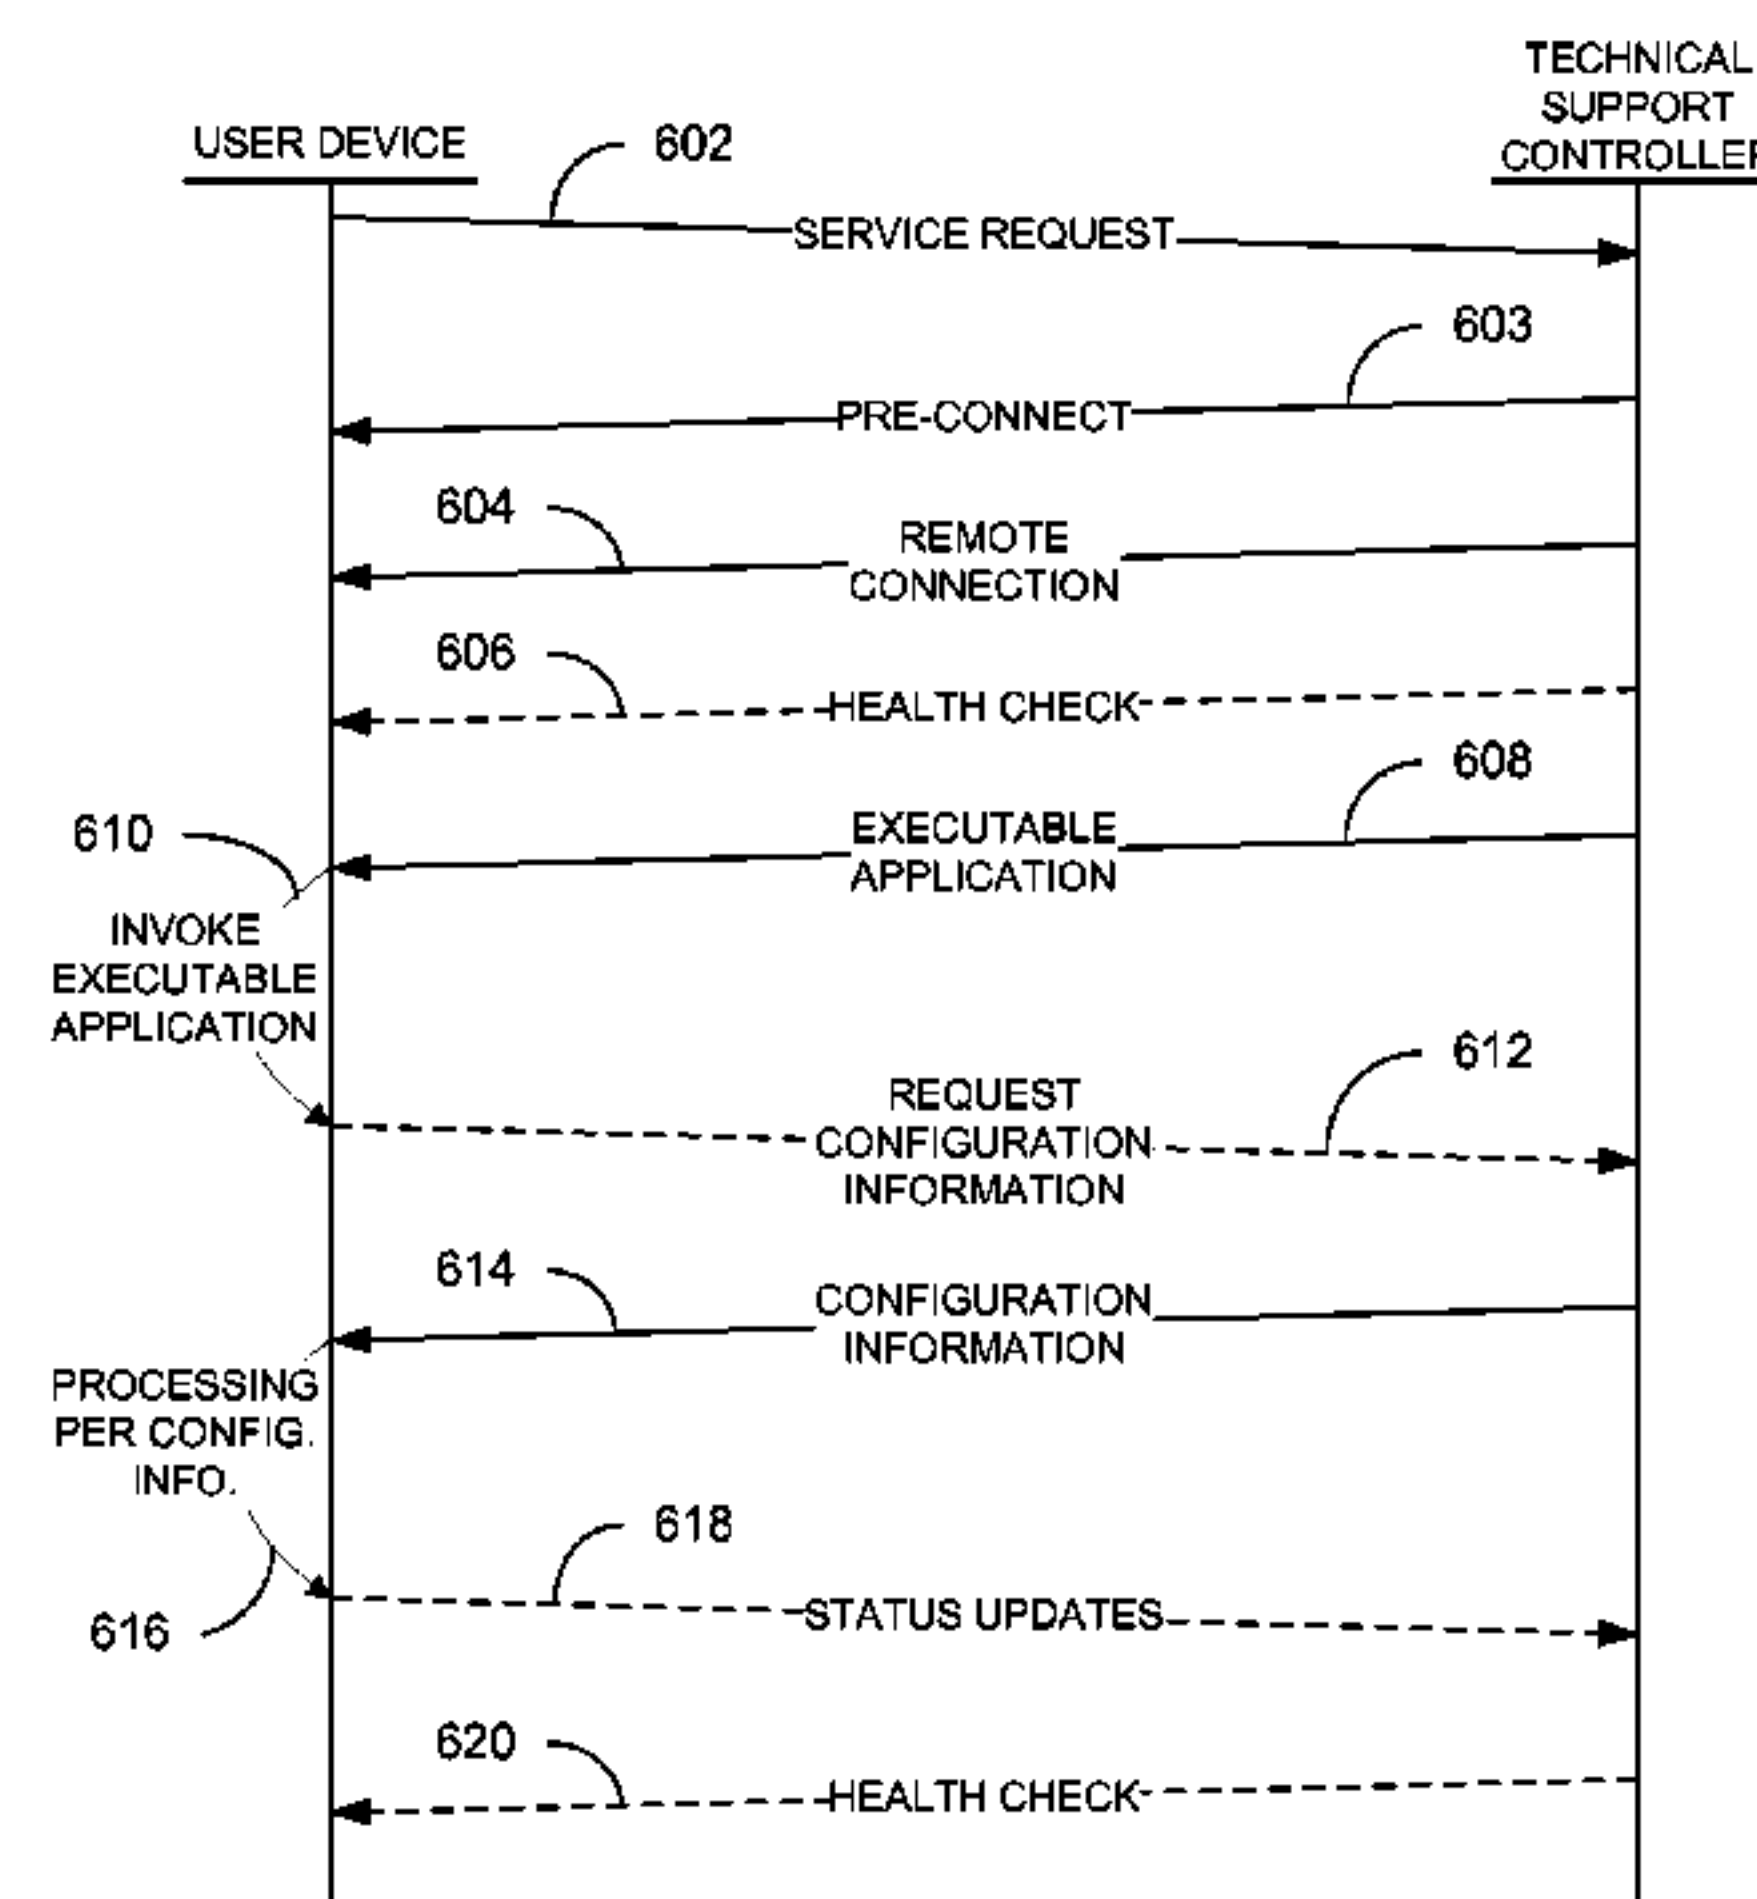 TECHNICAL
SUPPORT
CONTROLLER
USER DEVICE
602
SERVICE REQUEST
603
PRE-CONNECT
604
REMOTE
CONNECTION
606
HEALTH CHECK
608
EXECUTABLE
APPLICATION
610
INVOKE
EXECUTABLE
APPLICATION
612
REQUEST
CONFIGURATION
INFORMATION
614
CONFIGURATION
INFORMATION
PROCESSING
PER CONFIG.
INFO.
618
STATUS UPDATES
616
620
HEALTH CHECK